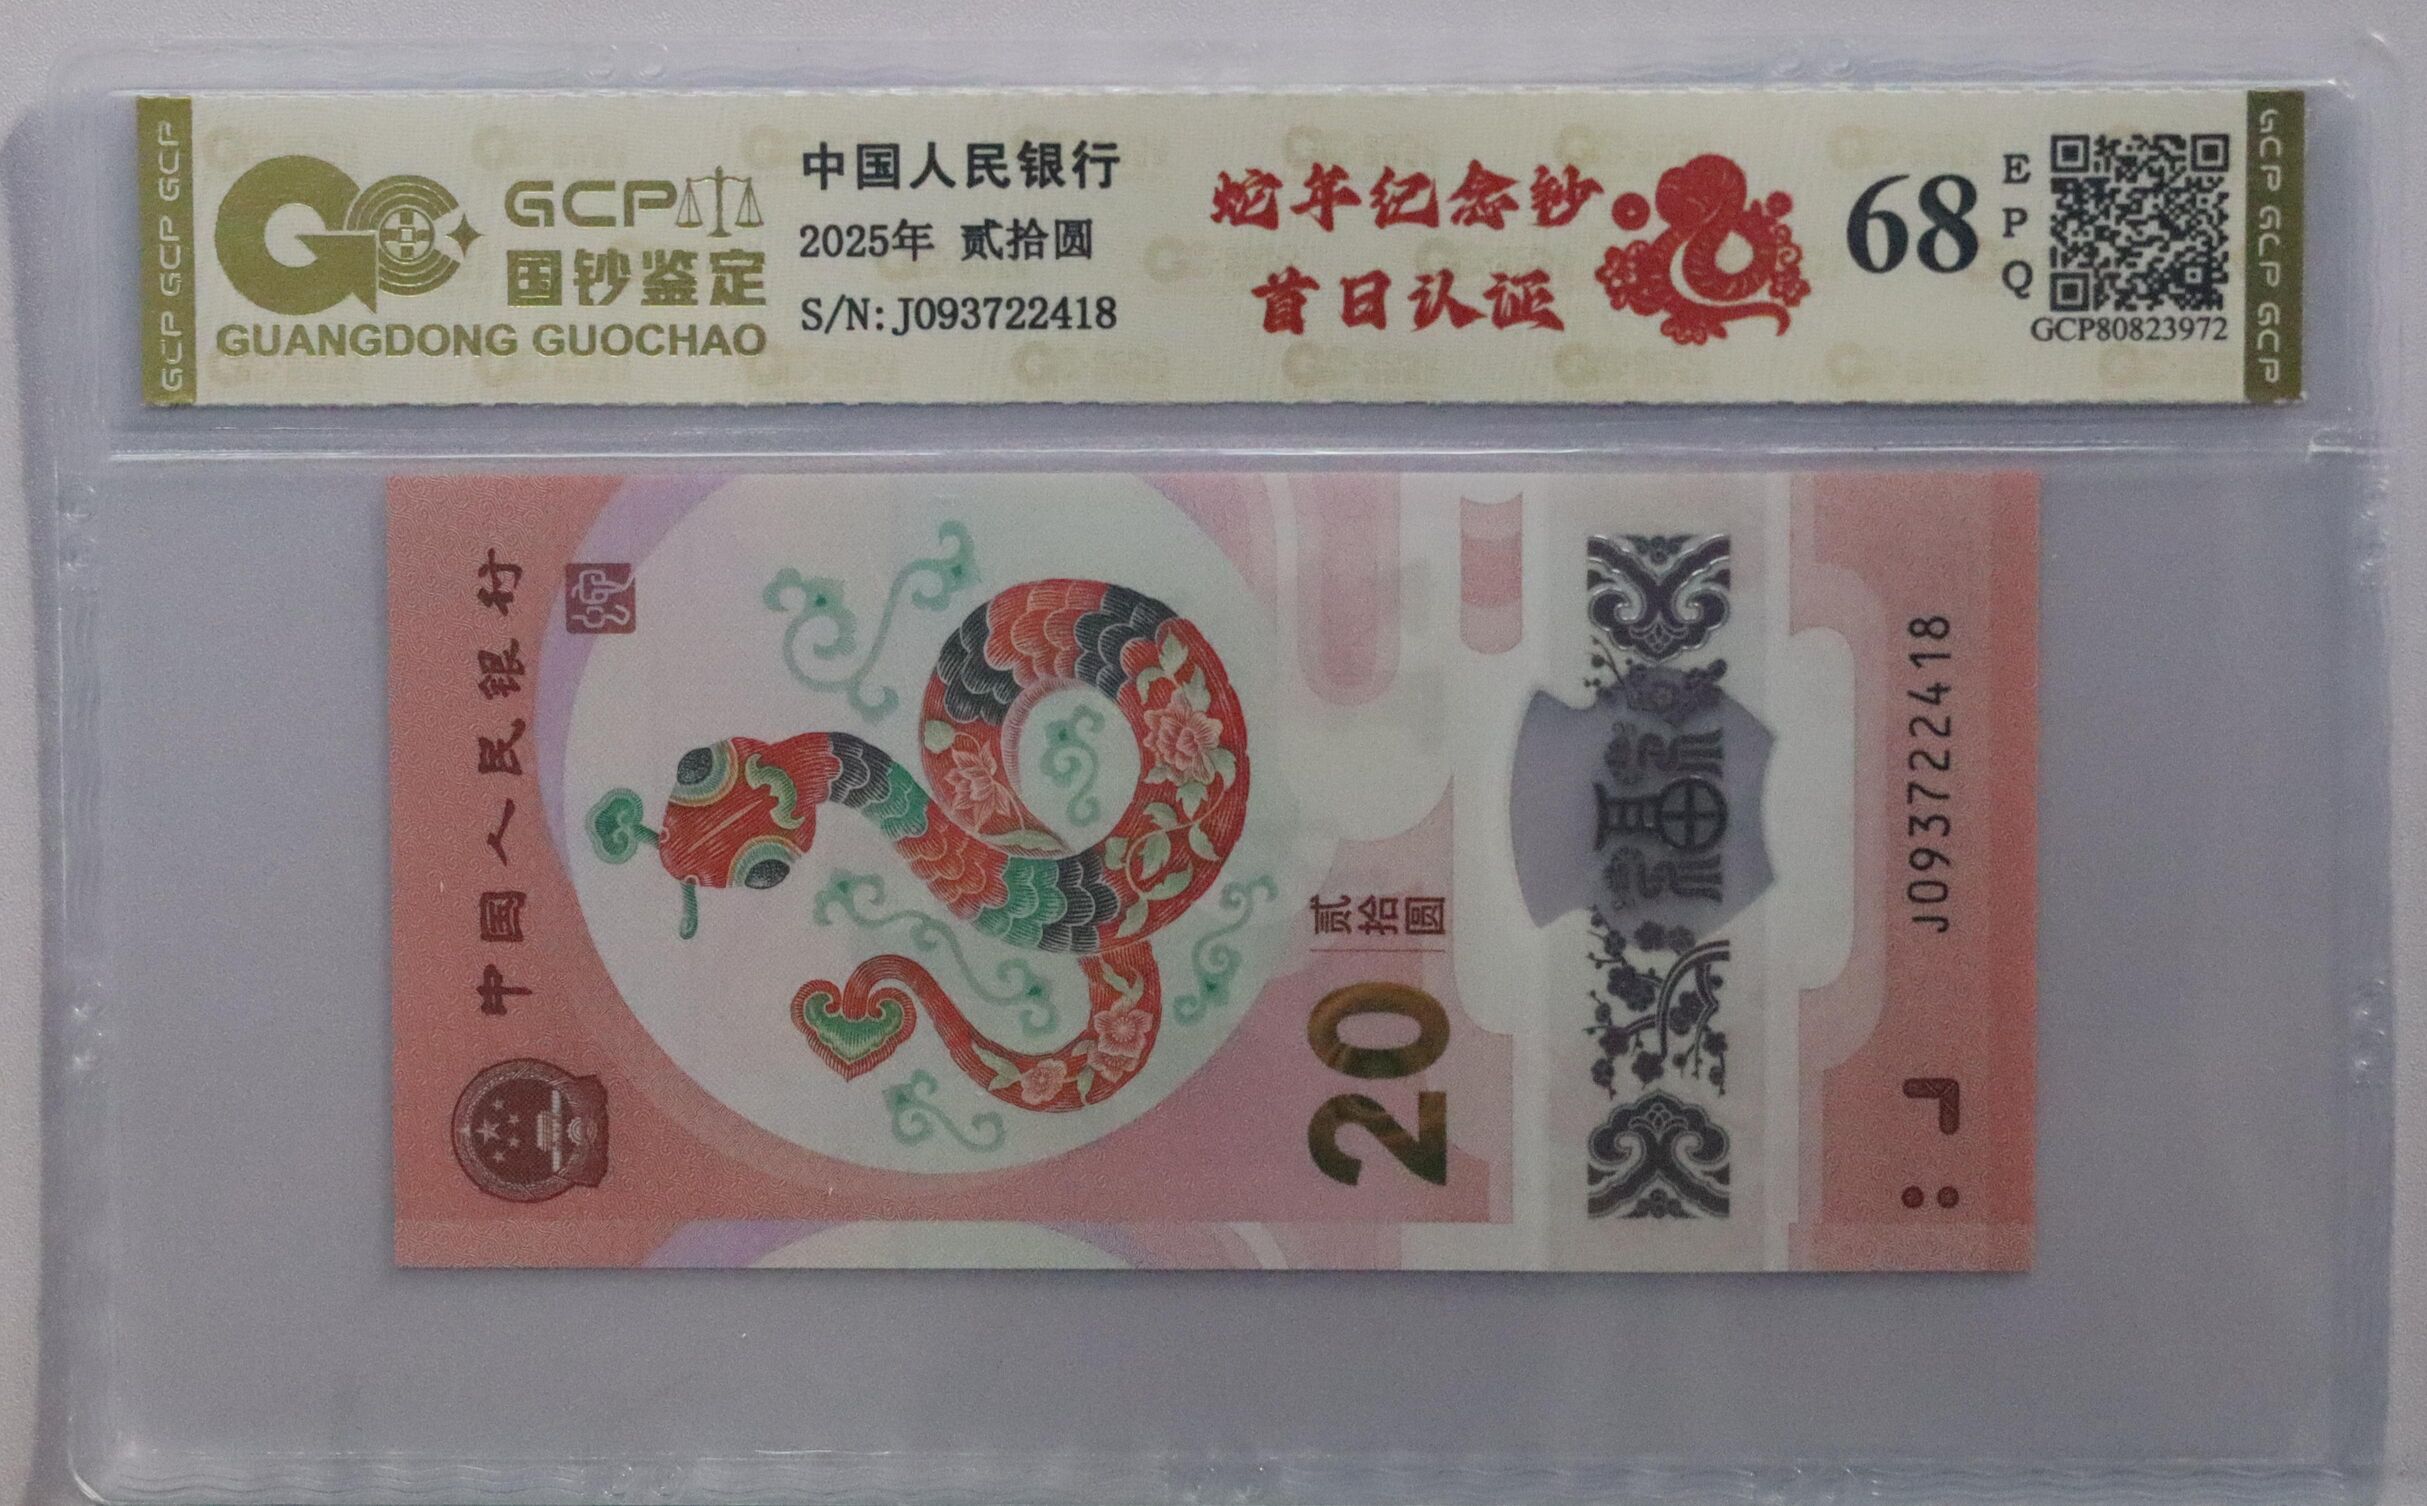 GCP GCP GCP
GCP
国钞鉴定
GUANGDONG GUOCHAO
中国人民银行
2025年 贰拾圆
S/N:J093722418
蛇年纪念钞
首日认证
68
EPQ
GCP80823972
GCP GCP GCP
中国人民银行
贰拾圆
20
福
J093722418